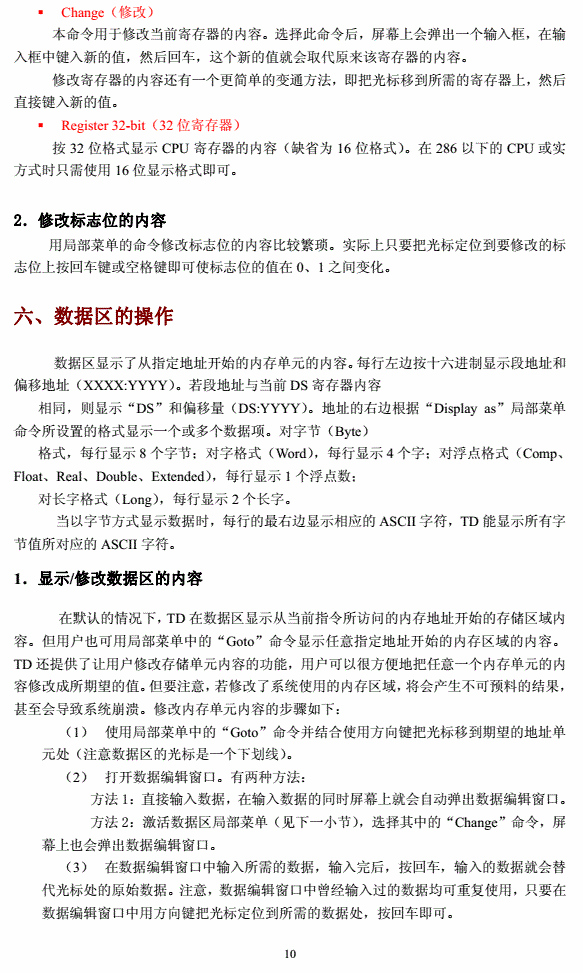 ▪ Change（修改）
本命令用于修改当前寄存器的内容。选择此命令后，屏幕上会弹出一个输入框，在输
入框中键入新的值，然后回车，这个新的值就会取代原来该寄存器的内容。
修改寄存器的内容还有一个更简单的变通方法，即把光标移到所需的寄存器上，然后
直接键入新的值。
▪ Register 32-bit（32 位寄存器）
按 32 位格式显示 CPU 寄存器的内容（缺省为 16 位格式）。在 286 以下的 CPU 或实
方式时只需使用 16 位显示格式即可。
2．修改标志位的内容
用局部菜单的命令修改标志位的内容比较繁琐。实际上只要把光标定位到要修改的标
志位上按回车键或空格键即可使标志位的值在 0、1 之间变化。
六、数据区的操作
数据区显示了从指定地址开始的内存单元的内容。每行左边按十六进制显示段地址和
偏移地址（XXXX:YYYY）。若段地址与当前 DS 寄存器内容
相同，则显示“DS”和偏移量（DS:YYYY）。地址的右边根据“Display as”局部菜单
命令所设置的格式显示一个或多个数据项。对字节（Byte）
格式，每行显示 8 个字节；对字格式（Word），每行显示 4 个字；对浮点格式（Comp、
Float、Real、Double、Extended），每行显示 1 个浮点数；
对长字格式（Long），每行显示 2 个长字。
当以字节方式显示数据时，每行的最右边显示相应的 ASCII 字符，TD 能显示所有字
节值所对应的 ASCII 字符。
1．显示/修改数据区的内容
在默认的情况下，TD 在数据区显示从当前指令所访问的内存地址开始的存储区域内
容。但用户也可用局部菜单中的“Goto”命令显示任意指定地址开始的内存区域的内容。
TD 还提供了让用户修改存储单元内容的功能，用户可以很方便地把任意一个内存单元的内
容修改成所期望的值。但要注意，若修改了系统使用的内存区域，将会产生不可预料的结果，
甚至会导致系统崩溃。修改内存单元内容的步骤如下：
（1） 使用局部菜单中的“Goto”命令并结合使用方向键把光标移到期望的地址单
元处（注意数据区的光标是一个下划线）。
（2） 打开数据编辑窗口。有两种方法：
方法 1：直接输入数据，在输入数据的同时屏幕上就会自动弹出数据编辑窗口。
方法 2：激活数据区局部菜单（见下一小节），选择其中的“Change”命令，屏
幕上也会弹出数据编辑窗口。
（3） 在数据编辑窗口中输入所需的数据，输入完后，按回车，输入的数据就会替
代光标处的原始数据。注意，数据编辑窗口中曾经输入过的数据均可重复使用，只要在
数据编辑窗口中用方向键把光标定位到所需的数据处，按回车即可。
10